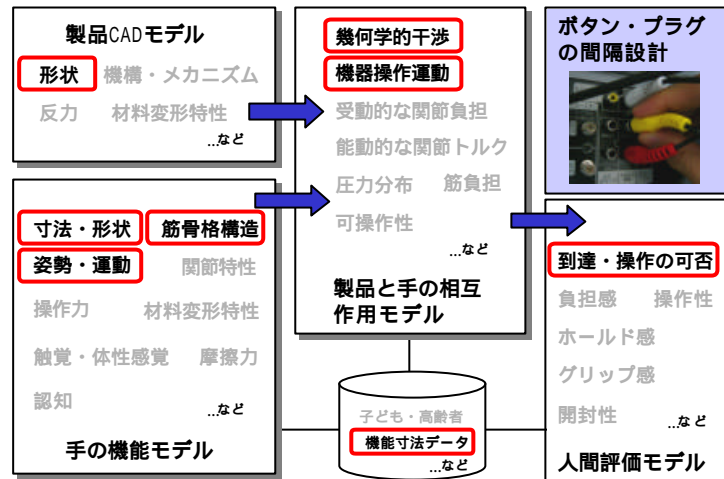 製品CADモデル
形状 機構・メカニズム
反力 材料変形特性
...など
寸法・形状 筋骨格構造
姿勢・運動 関節特性
操作力 材料変形特性
触覚・体性感覚 摩擦力
認知 ...など
手の機能モデル
幾何学的干渉
機器操作運動
受動的な関節負担
能動的な関節トルク
圧力分布 筋負担
可操作性
...など
製品と手の相互
作用モデル
子ども・高齢者
機能寸法データ
...など
ボタン・プラグ
の間隔設計
到達・操作の可否
負担感 操作性
ホールド感
グリップ感
開封性 ...など
人間評価モデル